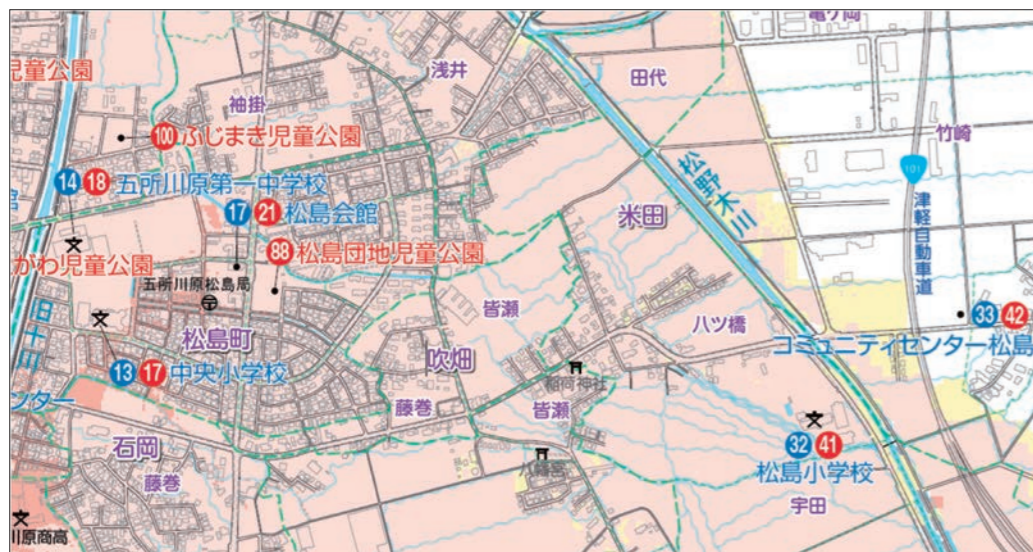 亀ケ岡
浅井
児童公園
田代
袖掛
100 ふじまき児童公園
竹崎
101
14 18 五所川原第一中学校
松野木川
津軽自動車道
17 21 松島会館
米田
88 松島団地児童公園
がわ児童公園
五所川原松島局
皆瀬
33 42
コミュニティセンター松島
八ツ橋
旧十川
松島町
吹畑
稲荷神社
13 17 中央小学校
ンター
藤巻
皆瀬
石岡
32 41
松島小学校
八幡宮
藤巻
宇田
川原商高